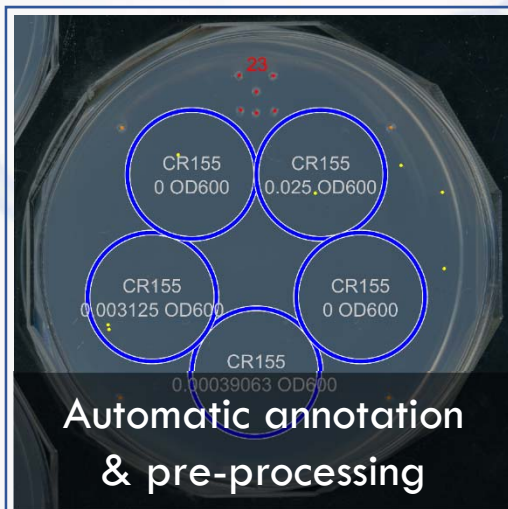 23
CR155
0 OD600
CR155
0.025 OD600
CR155
0.003125 OD600
CR155
0 OD600
CR155
0.00039063 OD600
Automatic annotation
& pre-processing